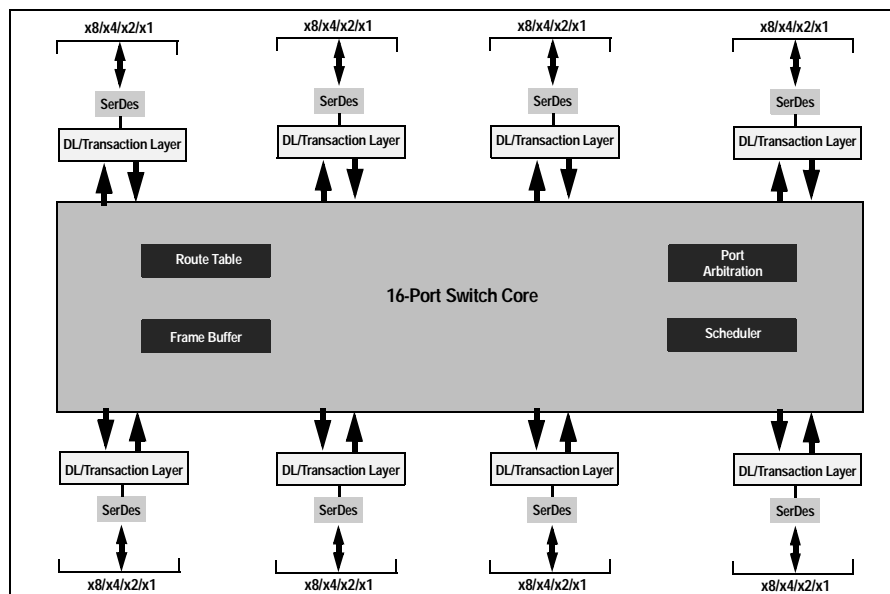 x8/x4/x2/x1 x8/x4/x2/x1 x8/x4/x2/x1 x8/x4/x2/x1
SerDes SerDes SerDes SerDes
DL/Transaction Layer DL/Transaction Layer DL/Transaction Layer DL/Transaction Layer
Route Table
Port
Arbitration
16-Port Switch Core
Frame Buffer
Scheduler
DL/Transaction Layer DL/Transaction Layer DL/Transaction Layer DL/Transaction Layer
SerDes SerDes SerDes SerDes
x8/x4/x2/x1 x8/x4/x2/x1 x8/x4/x2/x1 x8/x4/x2/x1